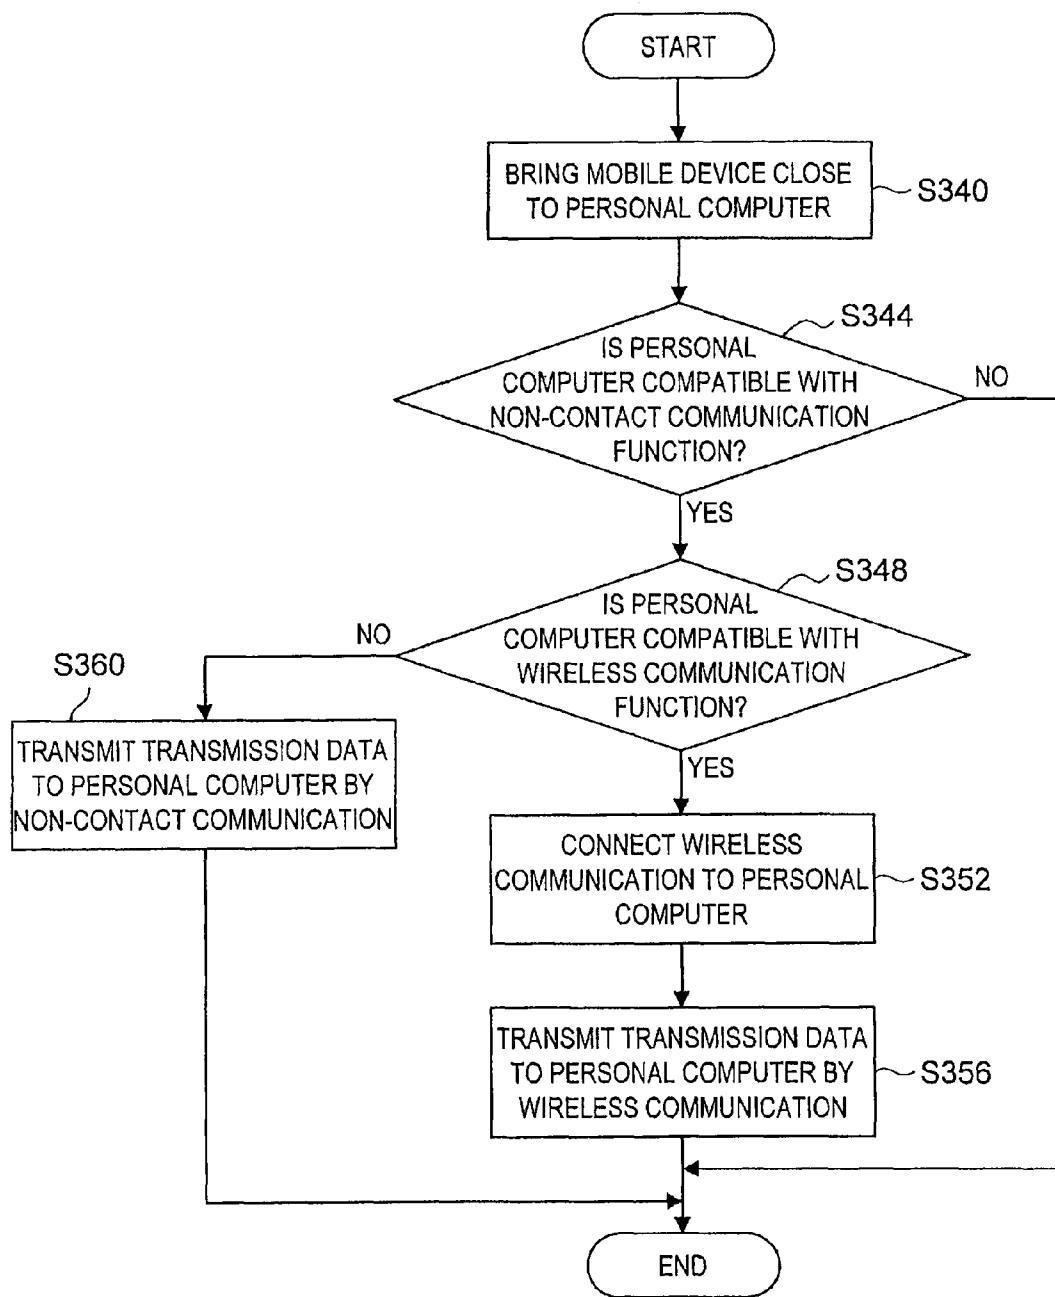 START
BRING MOBILE DEVICE CLOSE
TO PERSONAL COMPUTER
S340
S344
IS PERSONAL
COMPUTER COMPATIBLE WITH
NON-CONTACT COMMUNICATION
FUNCTION?
NO
YES
S348
IS PERSONAL
COMPUTER COMPATIBLE WITH
WIRELESS COMMUNICATION
FUNCTION?
NO
S360
TRANSMIT TRANSMISSION DATA
TO PERSONAL COMPUTER BY
NON-CONTACT COMMUNICATION
YES
CONNECT WIRELESS
COMMUNICATION TO PERSONAL
COMPUTER
S352
TRANSMIT TRANSMISSION DATA
TO PERSONAL COMPUTER BY
WIRELESS COMMUNICATION
S356
END